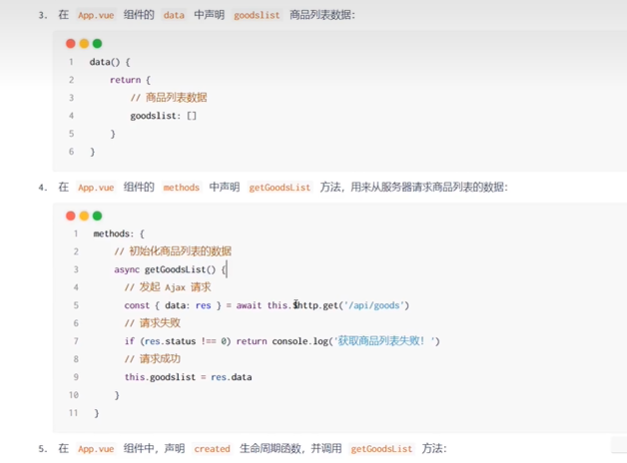 3. 在 App.vue 组件的 data 中声明 goodslist 商品列表数据：
1 data() {
2 return {
3 // 商品列表数据
4 goodslist: []
5 }
6 }
4. 在 App.vue 组件的 methods 中声明 getGoodsList 方法，用来从服务器请求商品列表的数据：
1 methods: {
2 // 初始化商品列表的数据
3 async getGoodsList() {
4 // 发起 Ajax 请求
5 const { data: res } = await this.$http.get('/api/goods')
6 // 请求失败
7 if (res.status !== 0) return console.log('获取商品列表失败！')
8 // 请求成功
9 this.goodslist = res.data
10 }
11 }
5. 在 App.vue 组件中，声明 created 生命周期函数，并调用 getGoodsList 方法：